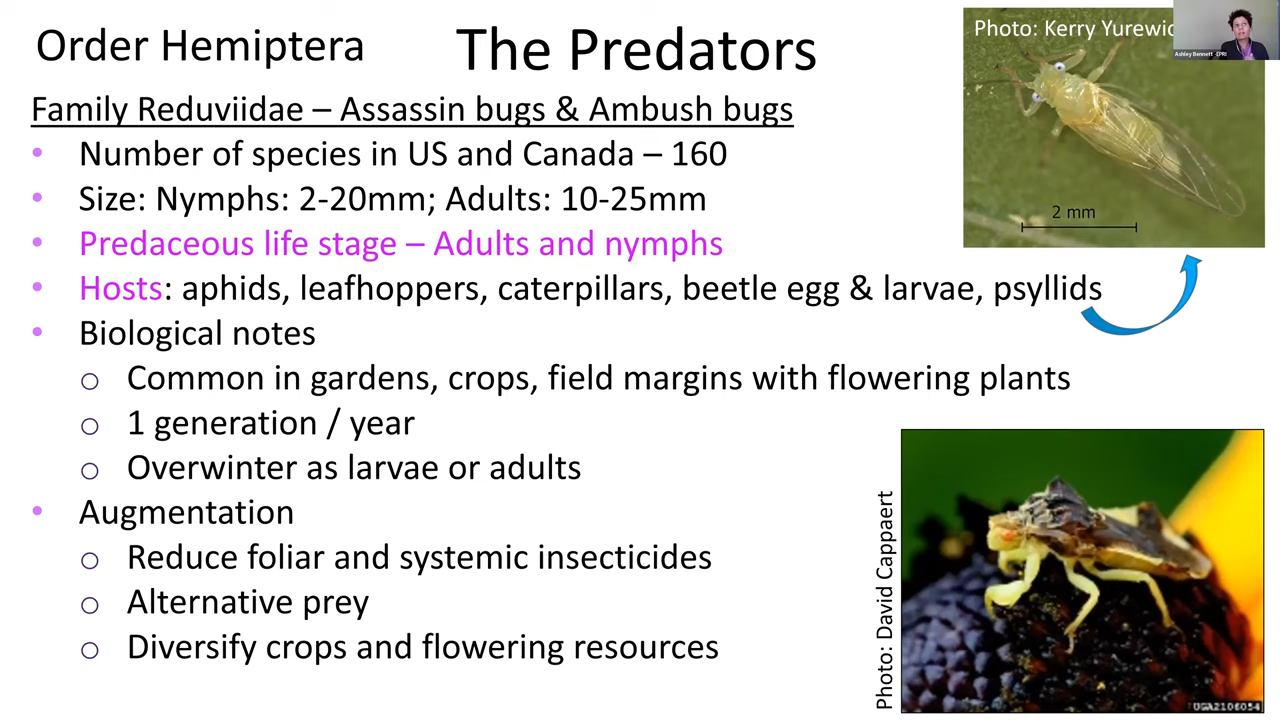 Order Hemiptera
The Predators
Family Reduviidae – Assassin bugs & Ambush bugs
• Number of species in US and Canada – 160
• Size: Nymphs: 2-20mm; Adults: 10-25mm
• Predaceous life stage – Adults and nymphs
• Hosts: aphids, leafhoppers, caterpillars, beetle egg & larvae, psyllids
• Biological notes
o Common in gardens, crops, field margins with flowering plants
o 1 generation / year
o Overwinter as larvae or adults
• Augmentation
o Reduce foliar and systemic insecticides
o Alternative prey
o Diversify crops and flowering resources
Photo: Kerry Yurewic
Ashley Bennett -EPRI
2 mm
Photo: David Cappaert
UGA2106054